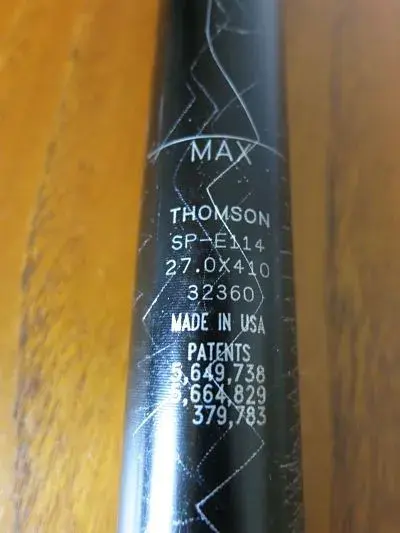 MAX
THOMSON
SP-E114
27.0X410
32360
MADE IN USA
PATENTS
5,649,738
5,664,829
379,783